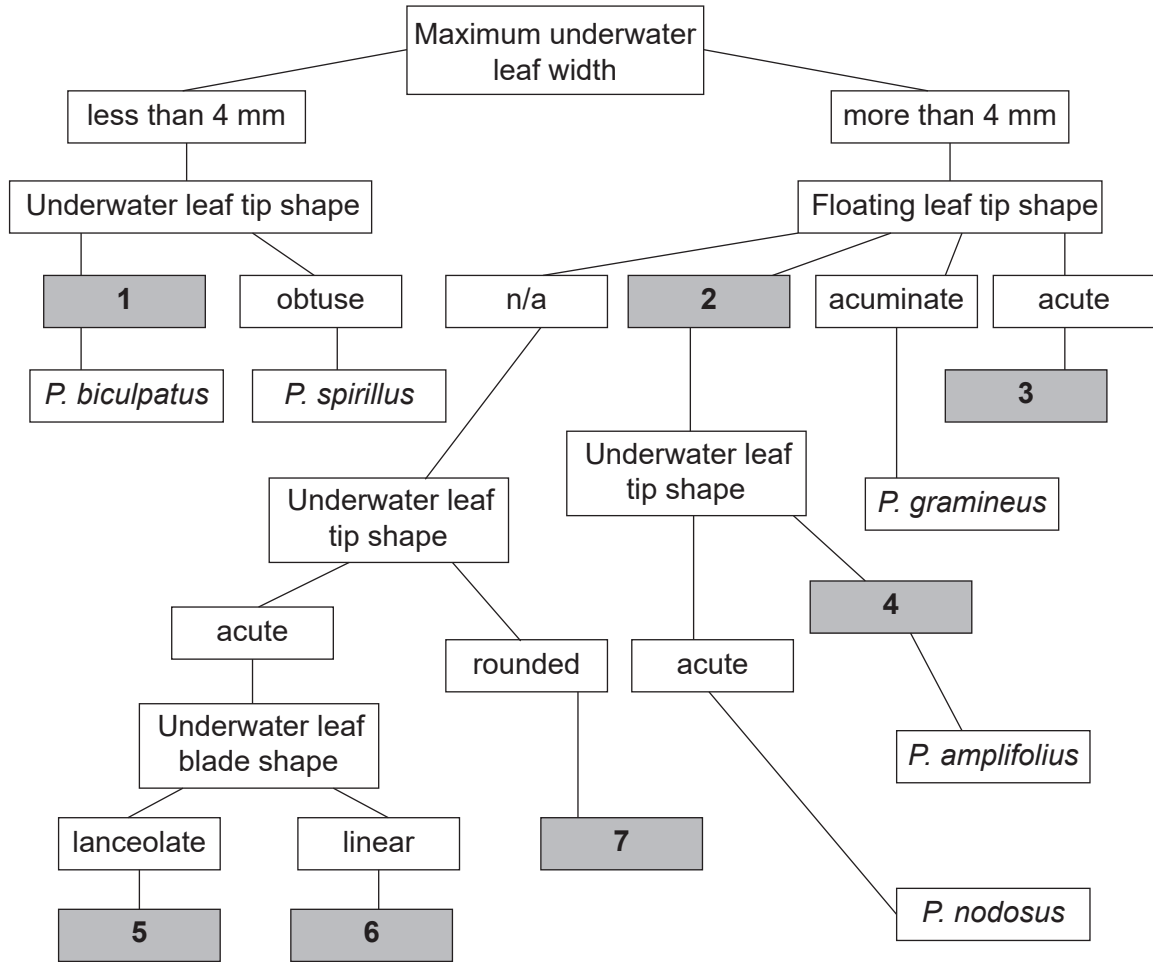 Maximum underwater
leaf width
less than 4 mm
more than 4 mm
Underwater leaf tip shape
Floating leaf tip shape
1
obtuse
n/a
2
acuminate
acute
P. biculpatus
P. spirillus
3
Underwater leaf
tip shape
P. gramineus
Underwater leaf
tip shape
4
acute
rounded
acute
Underwater leaf
blade shape
P. amplifolius
lanceolate
linear
7
P. nodosus
5
6